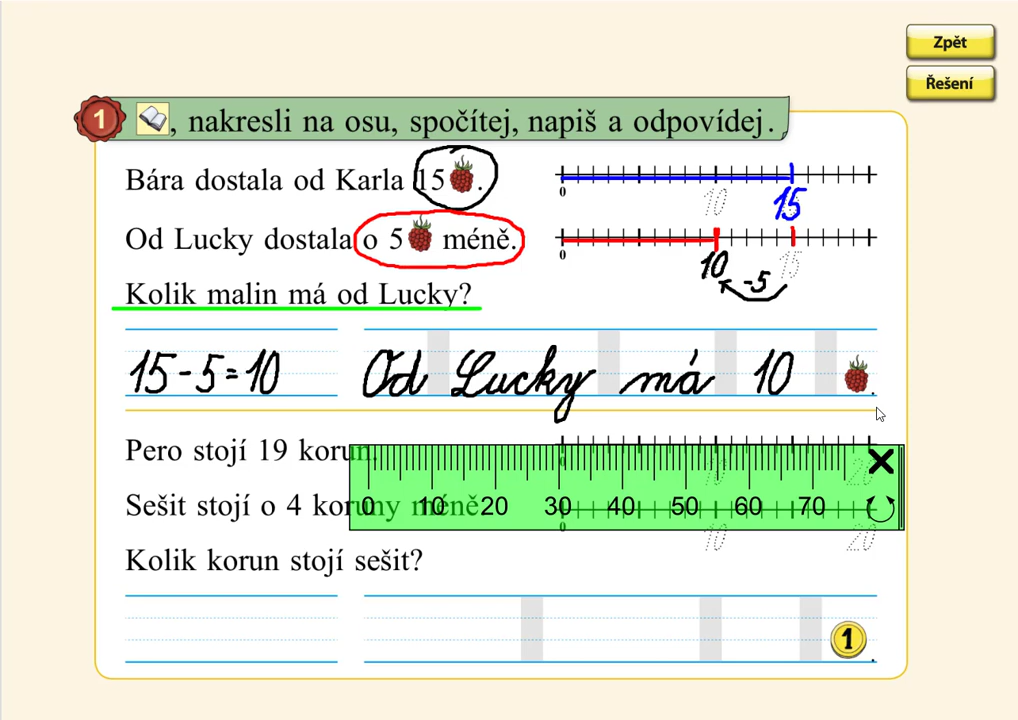 Zpět
Řešení
1 , nakresli na osu, spočítej, napiš a odpovídej.
Bára dostala od Karla 15 .
0 10 15
Od Lucky dostala o 5 méně.
0 10 15
-5
Kolik malin má od Lucky?
15-5=10 Od Lucky má 10 .
Pero stojí 19 korun.
0 10 20
Sešit stojí o 4 koruny méně.
0 10 20 30 40 50 60 70
0 10 20
Kolik korun stojí sešit?
1 .